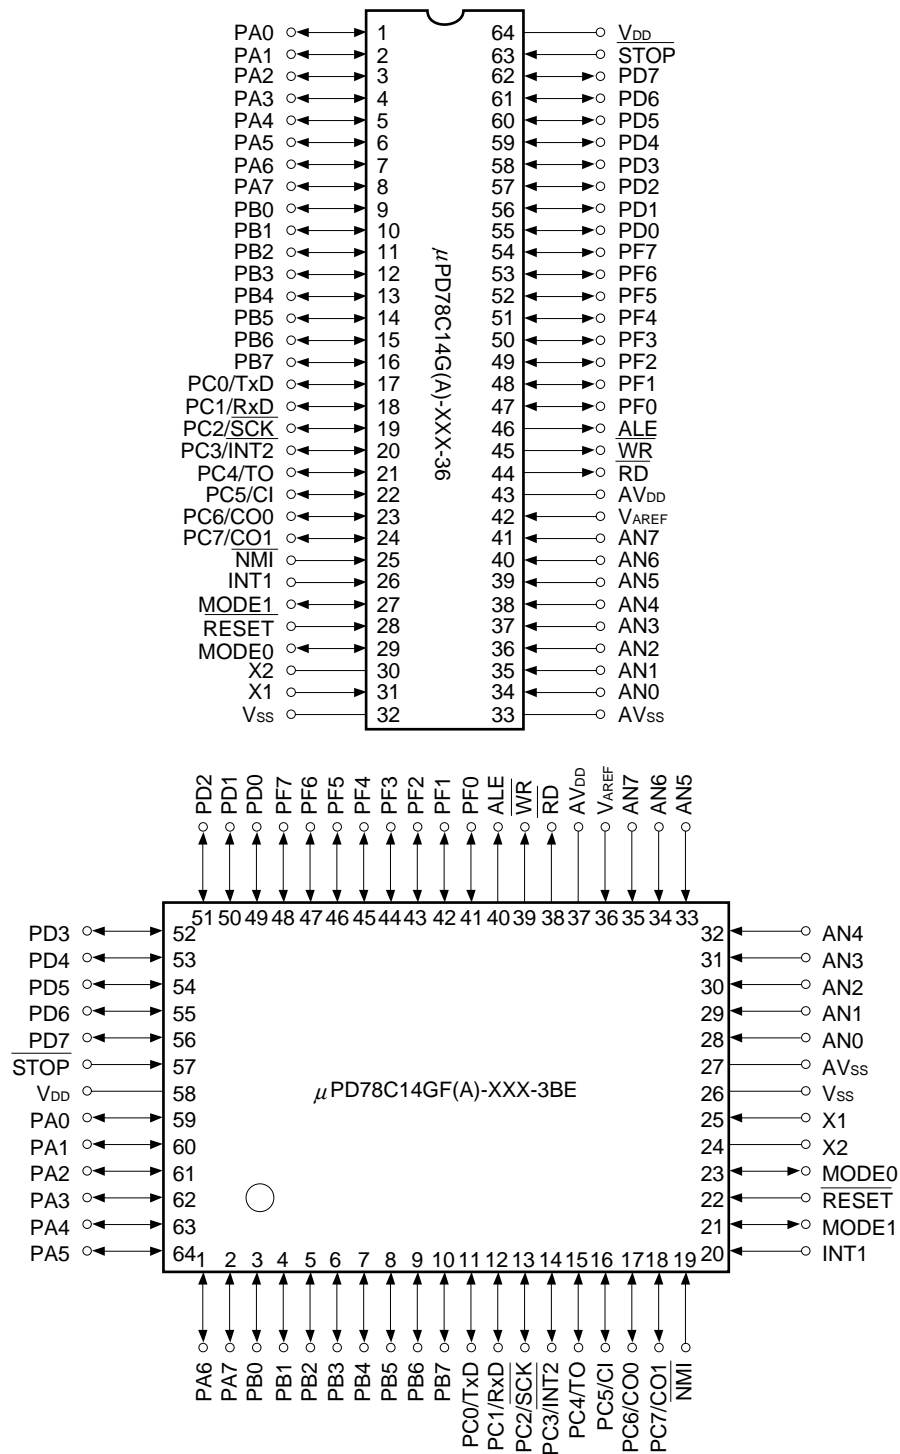 PA0 1 64 VDD
PA1 2 63 STOP
PA2 3 62 PD7
PA3 4 61 PD6
PA4 5 60 PD5
PA5 6 59 PD4
PA6 7 58 PD3
PA7 8 57 PD2
PB0 9 56 PD1
PB1 10 55 PD0
PB2 11 54 PF7
PB3 12 53 PF6
PB4 13 52 PF5
PB5 14 51 PF4
PB6 15 50 PF3
PB7 16 49 PF2
PC0/TxD 17 48 PF1
PC1/RxD 18 47 PF0
PC2/SCK 19 46 ALE
PC3/INT2 20 45 WR
PC4/TO 21 44 RD
PC5/CI 22 43 AVDD
PC6/CO0 23 42 VAREF
PC7/CO1 24 41 AN7
NMI 25 40 AN6
INT1 26 39 AN5
MODE1 27 38 AN4
RESET 28 37 AN3
MODE0 29 36 AN2
X2 30 35 AN1
X1 31 34 AN0
VSS 32 33 AVSS
μPD78C14G(A)-XXX-36
PD2 PD1 PD0 PF7 PF6 PF5 PF4 PF3 PF2 PF1 PF0 ALE WR RD AVDD VAREF AN7 AN6 AN5
51 50 49 48 47 46 45 44 43 42 41 40 39 38 37 36 35 34 33
PD3 52 32 AN4
PD4 53 31 AN3
PD5 54 30 AN2
PD6 55 29 AN1
PD7 56 28 AN0
STOP 57 27 AVSS
VDD 58 26 VSS
μPD78C14GF(A)-XXX-3BE
PA0 59 25 X1
PA1 60 24 X2
PA2 61 23 MODE0
PA3 62 22 RESET
PA4 63 21 MODE1
PA5 64 20 INT1
1 2 3 4 5 6 7 8 9 10 11 12 13 14 15 16 17 18 19
PA6 PA7 PB0 PB1 PB2 PB3 PB4 PB5 PB6 PB7 PC0/TxD PC1/RxD PC2/SCK PC3/INT2 PC4/TO PC5/CI PC6/CO0 PC7/CO1 NMI